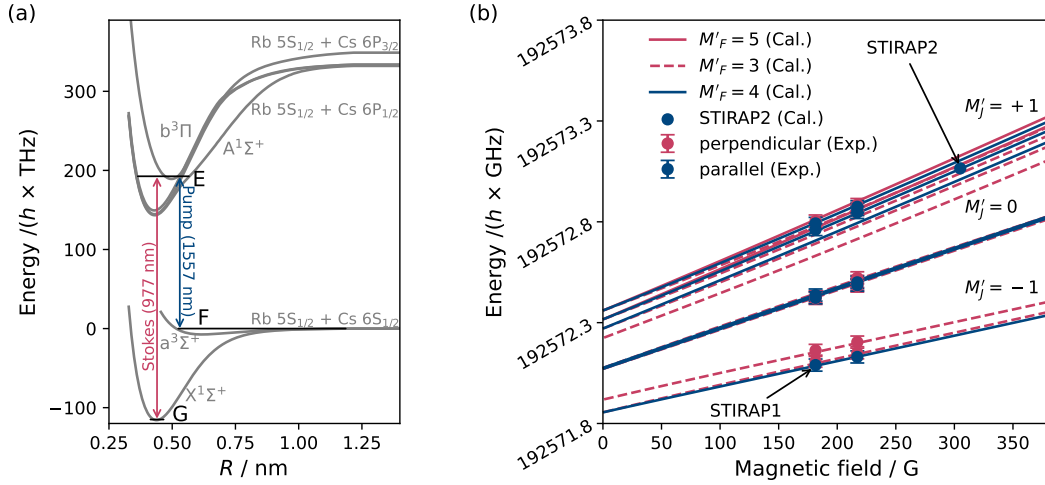 (a)
Energy /(h × THz)
300
200
100
0
−100
0.25
0.50
0.75
1.00
1.25
R / nm
Rb 5S1/2 + Cs 6P3/2
Rb 5S1/2 + Cs 6P1/2
b³Π
A¹Σ⁺
E
Stokes (977 nm)
Pump (1557 nm)
F
Rb 5S1/2 + Cs 6S1/2
a³Σ⁺
X¹Σ⁺
G
(b)
Energy /(h × GHz)
192573.8
192573.3
192572.8
192572.3
192571.8
0
50
100
150
200
250
300
350
Magnetic field / G
M′F = 5 (Cal.)
M′F = 3 (Cal.)
M′F = 4 (Cal.)
STIRAP2 (Cal.)
perpendicular (Exp.)
parallel (Exp.)
STIRAP2
M′J = +1
M′J = 0
M′J = −1
STIRAP1